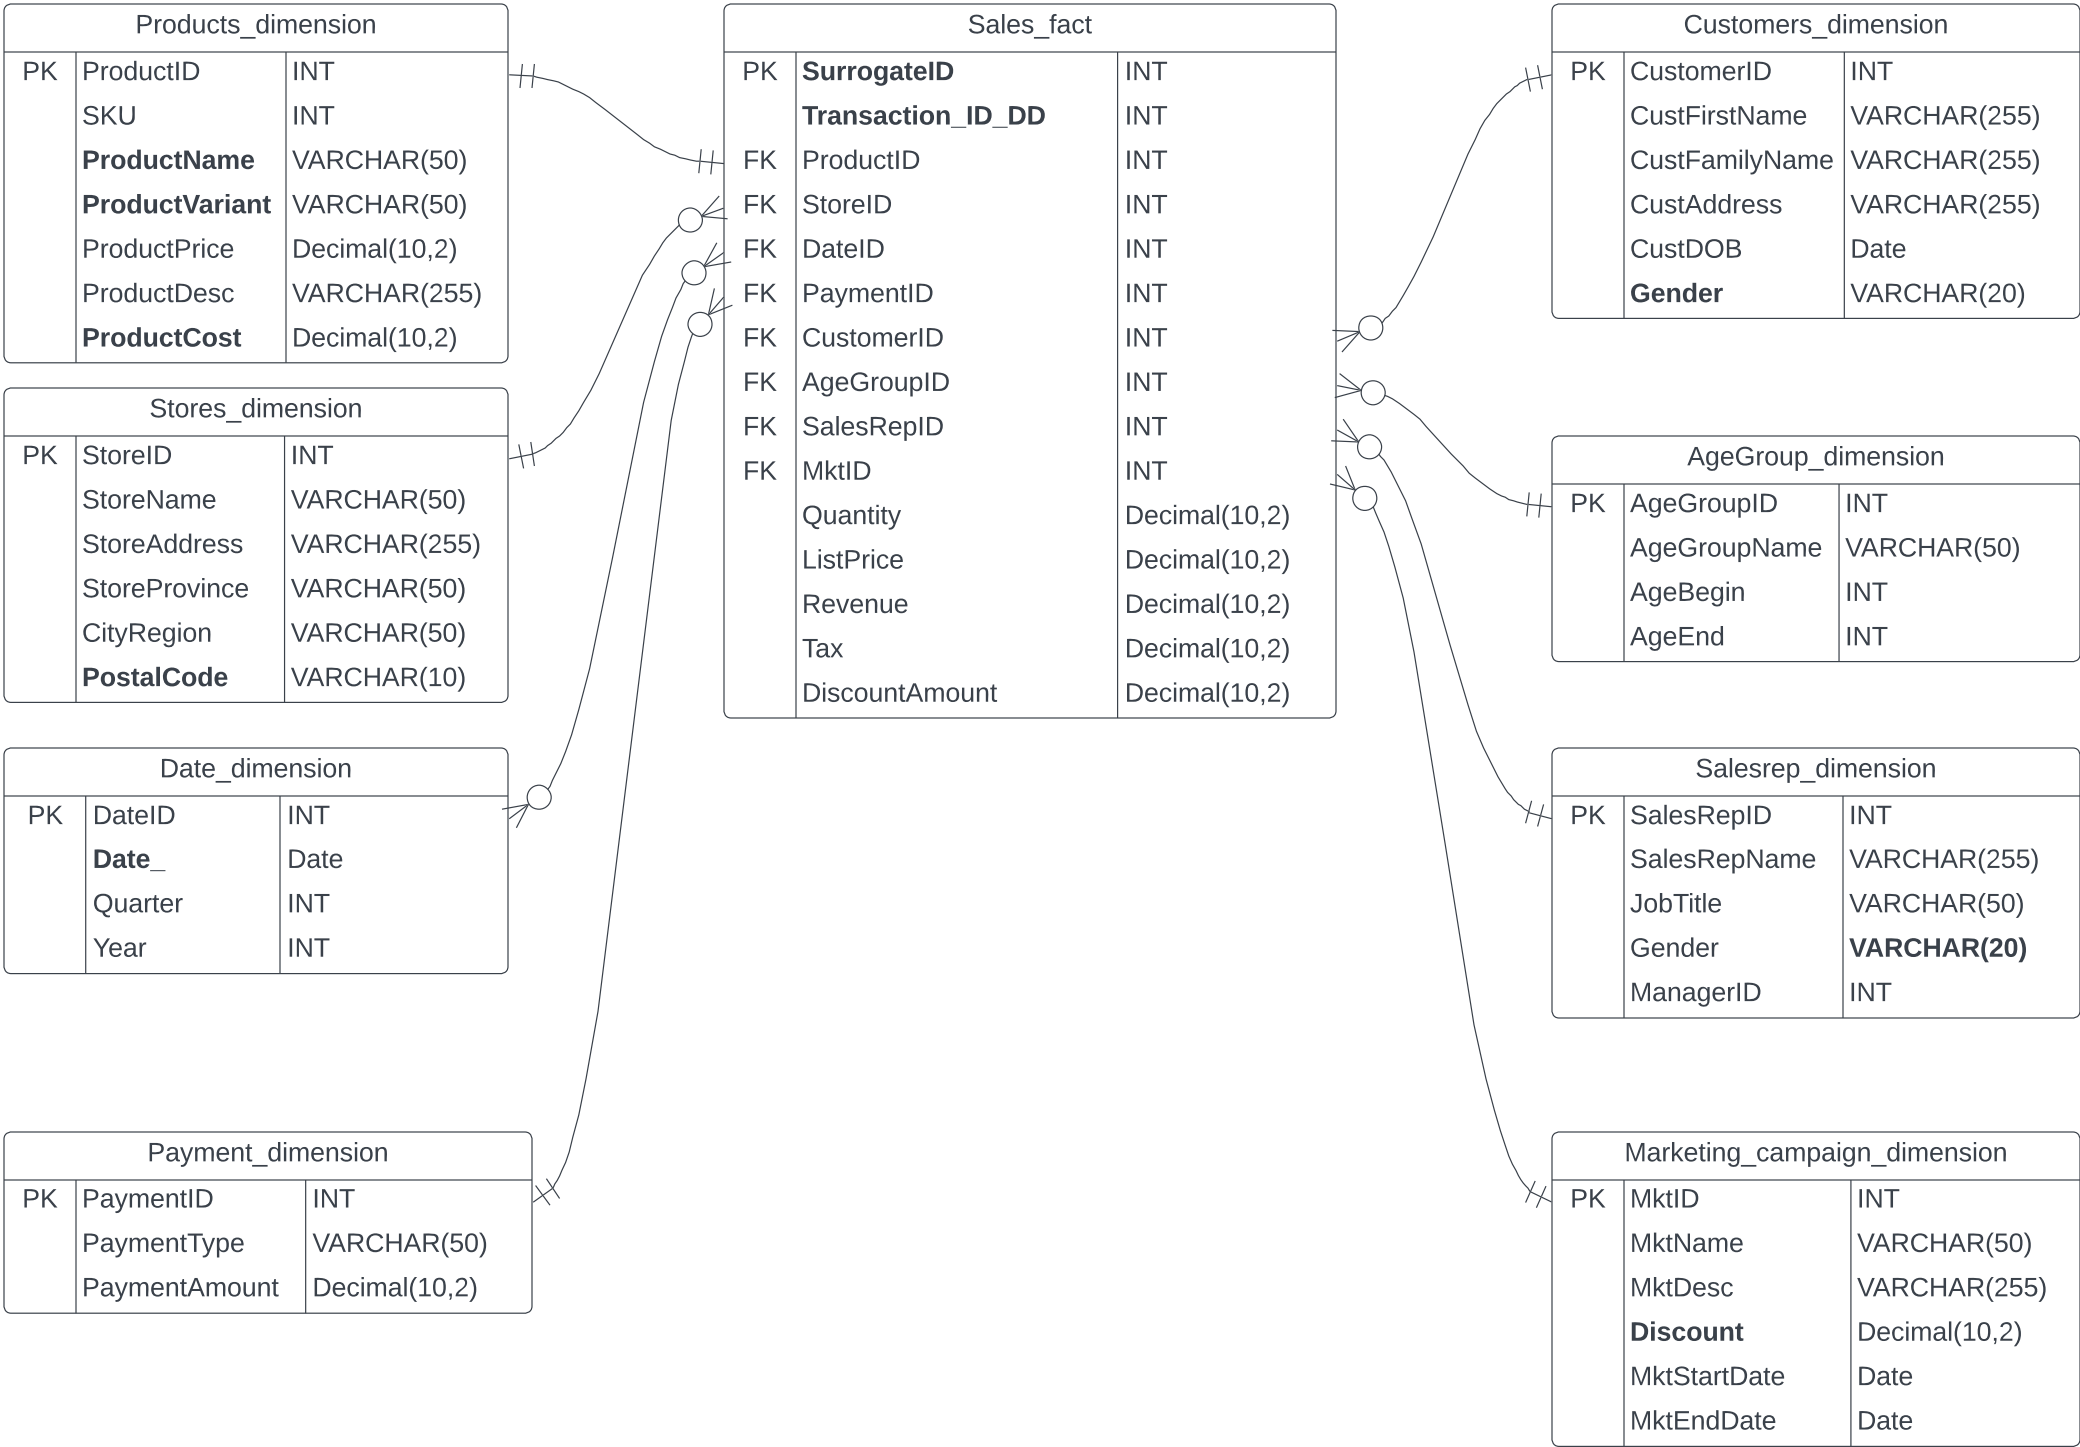 Products_dimension
PK ProductID INT
SKU INT
ProductName VARCHAR(50)
ProductVariant VARCHAR(50)
ProductPrice Decimal(10,2)
ProductDesc VARCHAR(255)
ProductCost Decimal(10,2)
Stores_dimension
PK StoreID INT
StoreName VARCHAR(50)
StoreAddress VARCHAR(255)
StoreProvince VARCHAR(50)
CityRegion VARCHAR(50)
PostalCode VARCHAR(10)
Date_dimension
PK DateID INT
Date_ Date
Quarter INT
Year INT
Payment_dimension
PK PaymentID INT
PaymentType VARCHAR(50)
PaymentAmount Decimal(10,2)
Sales_fact
PK SurrogateID INT
Transaction_ID_DD INT
FK ProductID INT
FK StoreID INT
FK DateID INT
FK PaymentID INT
FK CustomerID INT
FK AgeGroupID INT
FK SalesRepID INT
FK MktID INT
Quantity Decimal(10,2)
ListPrice Decimal(10,2)
Revenue Decimal(10,2)
Tax Decimal(10,2)
DiscountAmount Decimal(10,2)
Customers_dimension
PK CustomerID INT
CustFirstName VARCHAR(255)
CustFamilyName VARCHAR(255)
CustAddress VARCHAR(255)
CustDOB Date
Gender VARCHAR(20)
AgeGroup_dimension
PK AgeGroupID INT
AgeGroupName VARCHAR(50)
AgeBegin INT
AgeEnd INT
Salesrep_dimension
PK SalesRepID INT
SalesRepName VARCHAR(255)
JobTitle VARCHAR(50)
Gender VARCHAR(20)
ManagerID INT
Marketing_campaign_dimension
PK MktID INT
MktName VARCHAR(50)
MktDesc VARCHAR(255)
Discount Decimal(10,2)
MktStartDate Date
MktEndDate Date